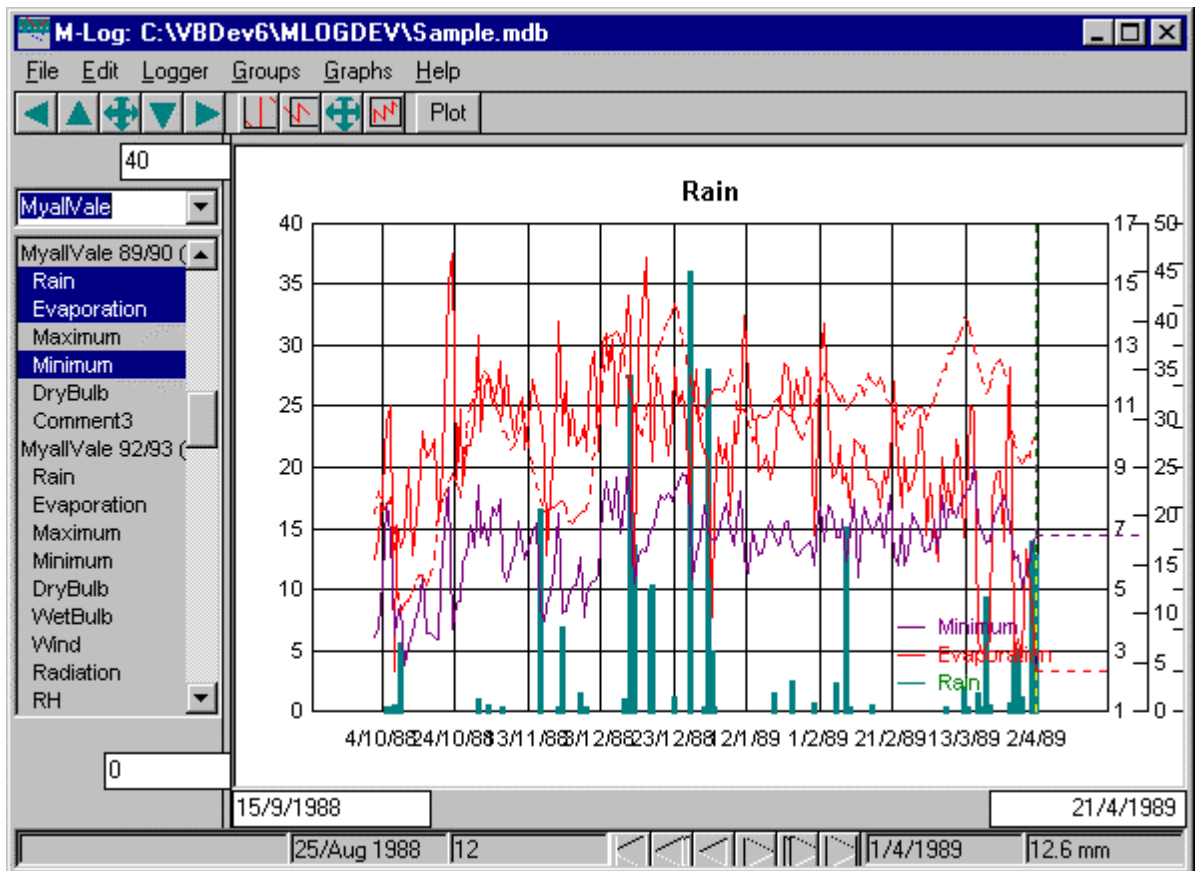 M-Log: C:\VBDev6\MLOGDEV\Sample.mdb
File Edit Logger Groups Graphs Help
Plot
40
MyallVale
MyallVale 89/90 (
Rain
Evaporation
Maximum
Minimum
DryBulb
Comment3
MyallVale 92/93 (
Rain
Evaporation
Maximum
Minimum
DryBulb
WetBulb
Wind
Radiation
RH
0
Rain
40 17 50
35 15 45
30 13 40
25 11 35
20 9 30
15 7 25
10 5 20
5 3 15
0 1 10
5
0
Minimum
Evaporation
Rain
4/10/88 24/10/88 13/11/88 3/12/88 23/12/88 12/1/89 1/2/89 21/2/89 13/3/89 2/4/89
15/9/1988 21/4/1989
25/Aug 1988 12 1/4/1989 12.6 mm